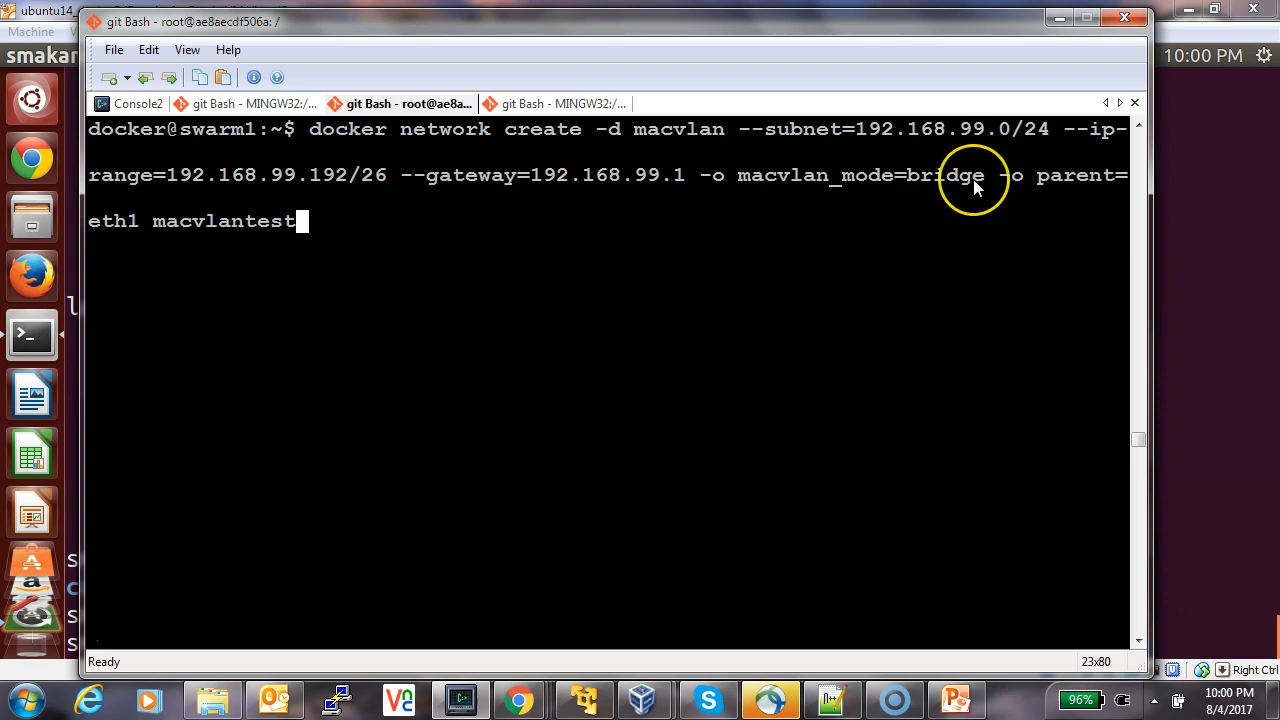 ubuntu14_
git Bash - root@ae8aecdf506a: /
Machine
smakar
10:00 PM
File Edit View Help
Console2 git Bash - MINGW32:/... git Bash - root@ae8a... git Bash - MINGW32:/...
docker@swarm1:~$ docker network create -d macvlan --subnet=192.168.99.0/24 --ip-
range=192.168.99.192/26 --gateway=192.168.99.1 -o macvlan_mode=bridge -o parent=
eth1 macvlantest
l
s
c
s
s
Ready
23x80
Right Ctrl
96%
10:00 PM
8/4/2017